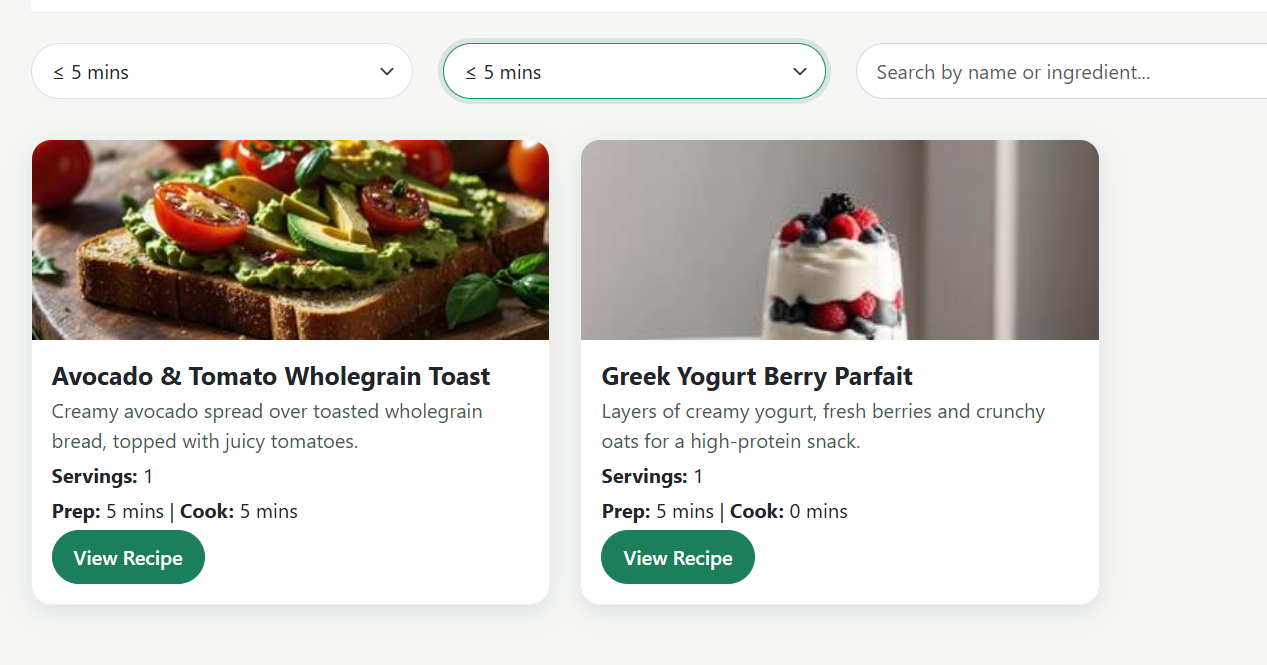 ≤ 5 mins
≤ 5 mins
Search by name or ingredient...
Avocado & Tomato Wholegrain Toast
Creamy avocado spread over toasted wholegrain
bread, topped with juicy tomatoes.
Servings: 1
Prep: 5 mins | Cook: 5 mins
View Recipe
Greek Yogurt Berry Parfait
Layers of creamy yogurt, fresh berries and crunchy
oats for a high-protein snack.
Servings: 1
Prep: 5 mins | Cook: 0 mins
View Recipe